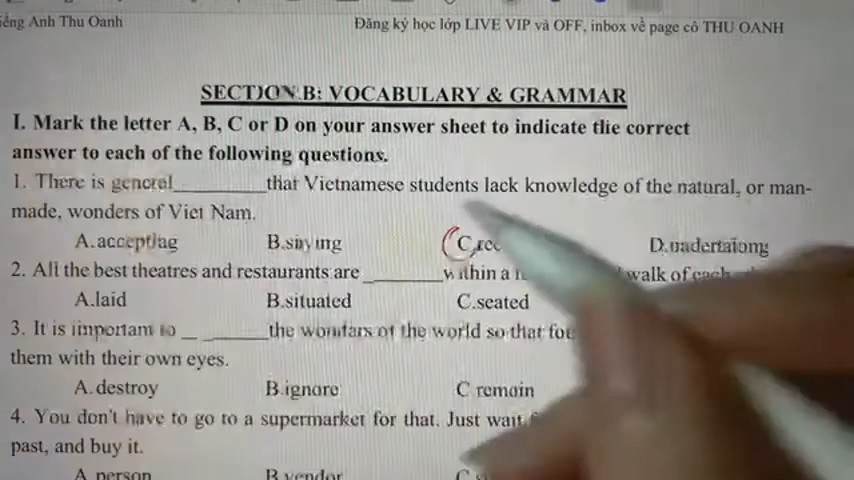 iếng Anh Thu Oanh
Đăng ký học lớp LIVE VIP và OFF, inbox về page cô THU OANH
SECTION B: VOCABULARY & GRAMMAR
I. Mark the letter A, B, C or D on your answer sheet to indicate the correct
answer to each of the following questions.
1. There is general_________that Vietnamese students lack knowledge of the natural, or man-
made, wonders of Viet Nam.
A.accepting B.saying C. D.
2. All the best theatres and restaurants are ________within a walk of each
A.laid B.situated C.seated
3. It is important to _________the wonders of the world so that
them with their own eyes.
A.destroy B.ignore C remain
4. You don't have to go to a supermarket for that. Just wait
past, and buy it.
A person B vendor C